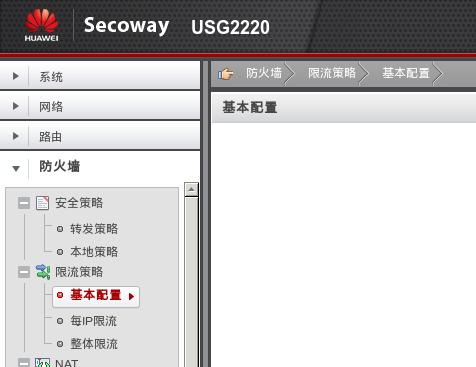 HUAWEI
Secoway USG2220
防火墙 限流策略 基本配置
基本配置
系统
网络
路由
防火墙
安全策略
转发策略
本地策略
限流策略
基本配置
每IP限流
整体限流
NAT